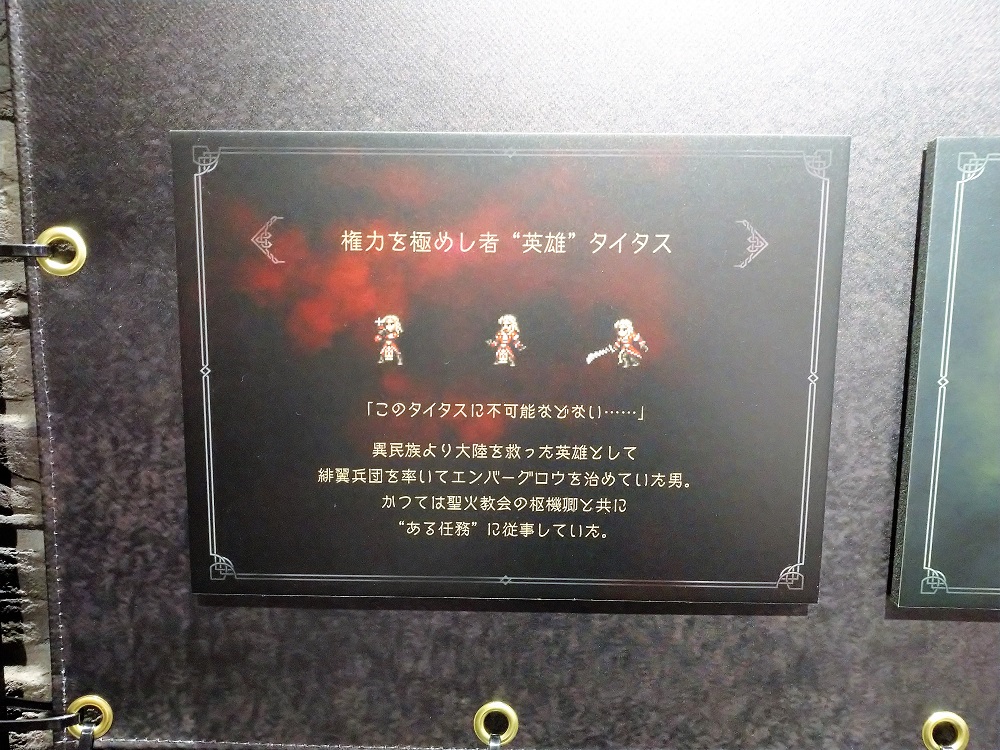 権力を極めし者“英雄”タイタス
「このタイタスに不可能などない……」
異民族より大陸を救った英雄として
緋翼兵団を率いてエンバーグロウを治めていた男。
かつては聖火教会の枢機卿と共に
“ある任務”に従事していた。